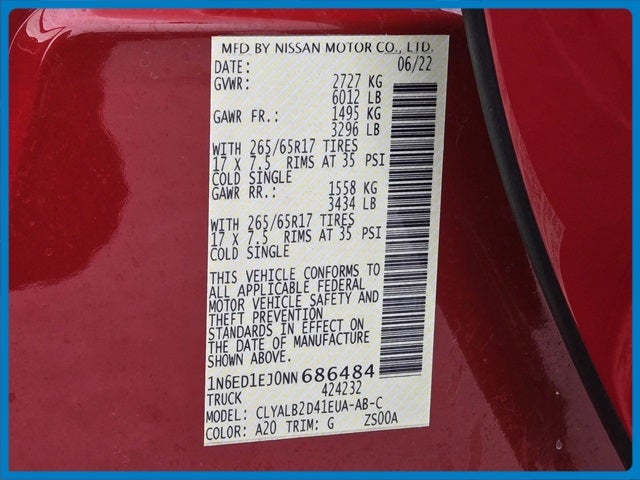 MFD BY NISSAN MOTOR CO., LTD.
DATE: 06/22
GVWR: 2727 KG
6012 LB
GAWR FR.: 1495 KG
3296 LB
WITH 265/65R17 TIRES
17 X 7.5 RIMS AT 35 PSI
COLD SINGLE
GAWR RR.: 1558 KG
3434 LB
WITH 265/65R17 TIRES
17 X 7.5 RIMS AT 35 PSI
COLD SINGLE
THIS VEHICLE CONFORMS TO
ALL APPLICABLE FEDERAL
MOTOR VEHICLE SAFETY AND
THEFT PREVENTION
STANDARDS IN EFFECT ON
THE DATE OF MANUFACTURE
SHOWN ABOVE.
1N6ED1EJ0NN686484
TRUCK 424232
MODEL: CLYALB2D41EUA-AB-C
COLOR: A20 TRIM: G ZS00A